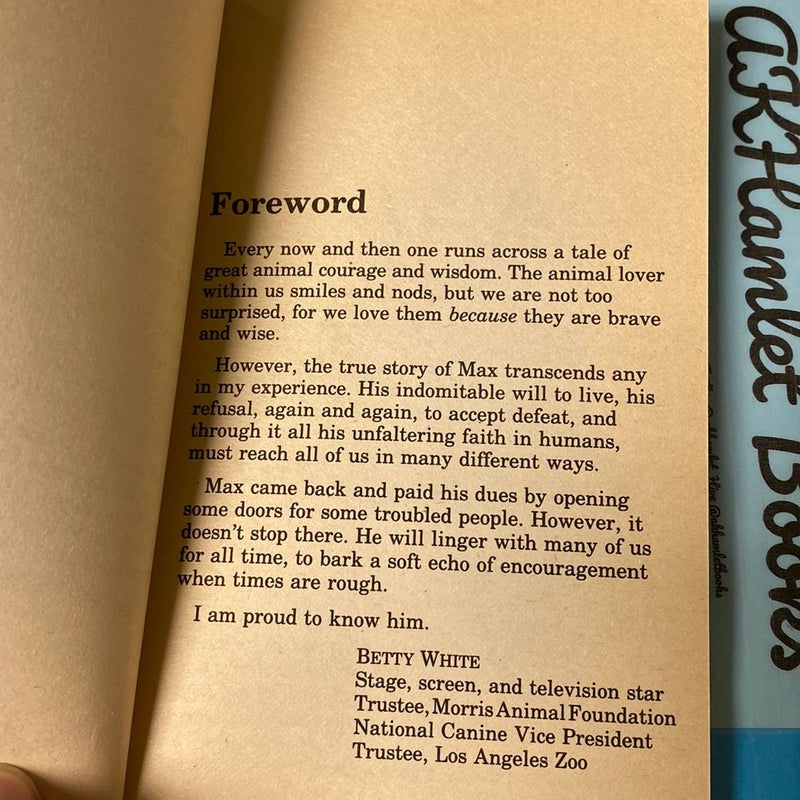 Foreword
Every now and then one runs across a tale of
great animal courage and wisdom. The animal lover
within us smiles and nods, but we are not too
surprised, for we love them because they are brave
and wise.
However, the true story of Max transcends any
in my experience. His indomitable will to live, his
refusal, again and again, to accept defeat, and
through it all his unfaltering faith in humans,
must reach all of us in many different ways.
Max came back and paid his dues by opening
some doors for some troubled people. However, it
doesn't stop there. He will linger with many of us
for all time, to bark a soft echo of encouragement
when times are rough.
I am proud to know him.
BETTY WHITE
Stage, screen, and television star
Trustee, Morris Animal Foundation
National Canine Vice President
Trustee, Los Angeles Zoo
aKHamlet Books